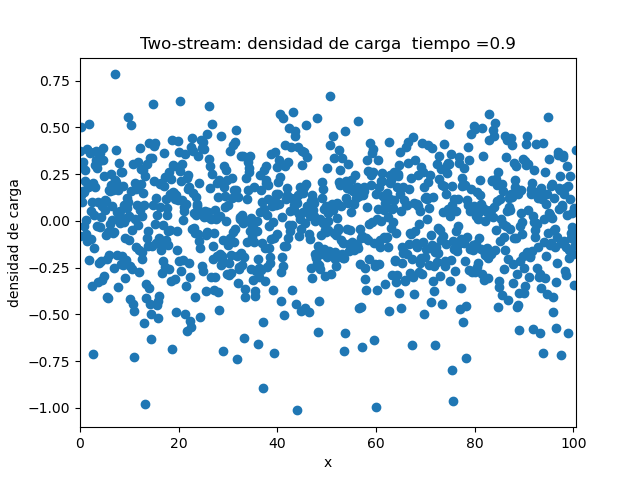 Two-stream: densidad de carga  tiempo =0.9
densidad de carga
0.75
0.50
0.25
0.00
−0.25
−0.50
−0.75
−1.00
0 20 40 60 80 100
x